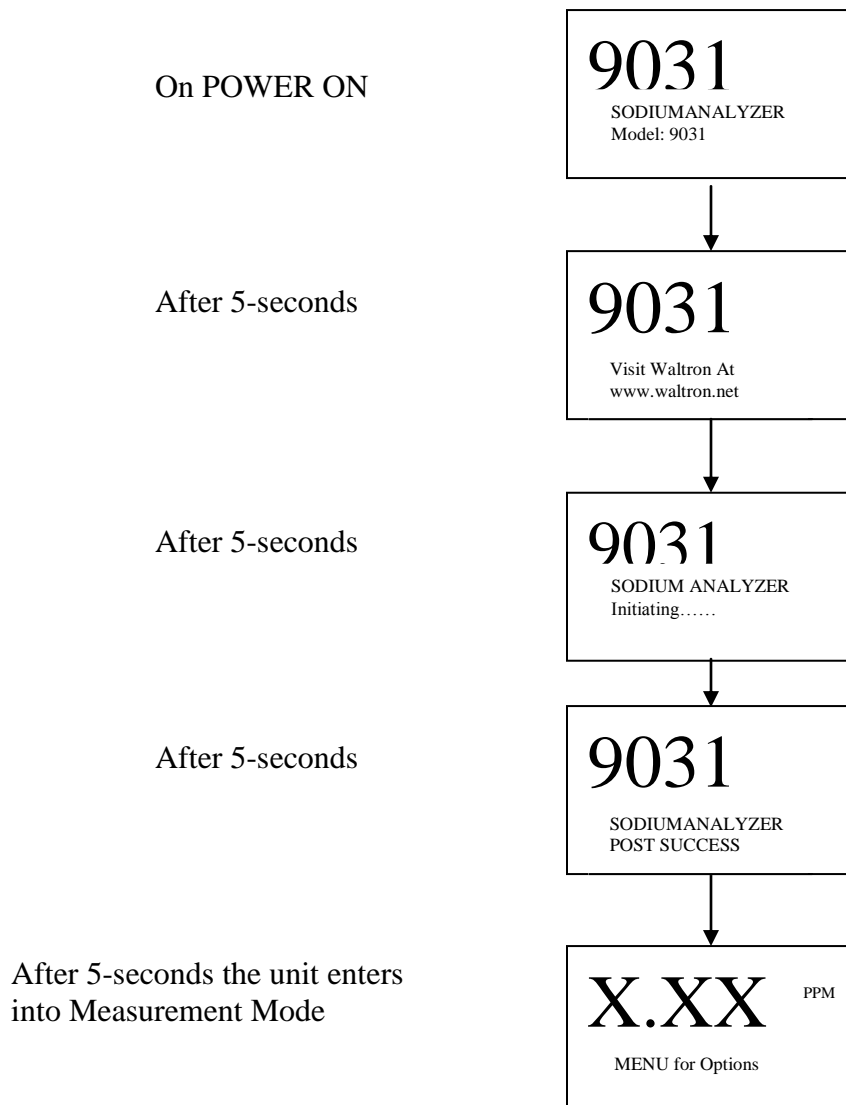 On POWER ON
9031
SODIUMANALYZER
Model: 9031
After 5-seconds
9031
Visit Waltron At
www.waltron.net
After 5-seconds
9031
SODIUM ANALYZER
Initiating……
After 5-seconds
9031
SODIUMANALYZER
POST SUCCESS
After 5-seconds the unit enters
into Measurement Mode
X.XX PPM
MENU for Options